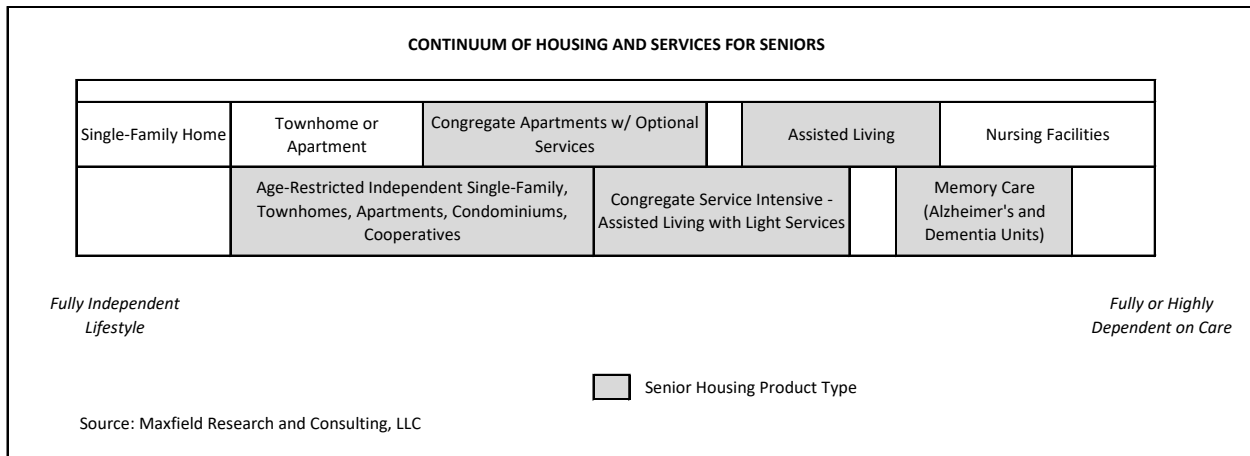 CONTINUUM OF HOUSING AND SERVICES FOR SENIORS
Single-Family Home
Townhome or
Apartment
Congregate Apartments w/ Optional
Services
Assisted Living
Nursing Facilities
Age-Restricted Independent Single-Family,
Townhomes, Apartments, Condominiums,
Cooperatives
Congregate Service Intensive -
Assisted Living with Light Services
Memory Care
(Alzheimer's and
Dementia Units)
Fully Independent
Lifestyle
Fully or Highly
Dependent on Care
Senior Housing Product Type
Source: Maxfield Research and Consulting, LLC